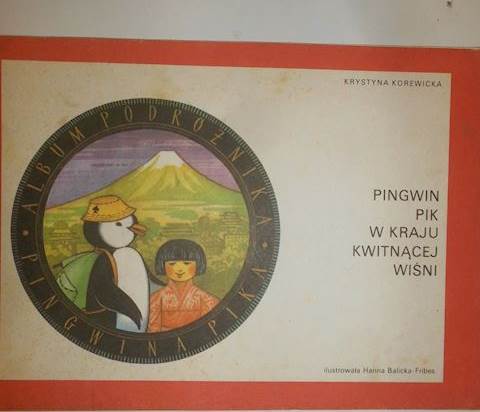 KRYSTYNA KOREWICKA
ALBUM PODRÓŻNIKA
PINGWINA PIKA
PINGWIN
PIK
W KRAJU
KWITNĄCEJ
WIŚNI
ilustrowała Hanna Balicka-Fribes